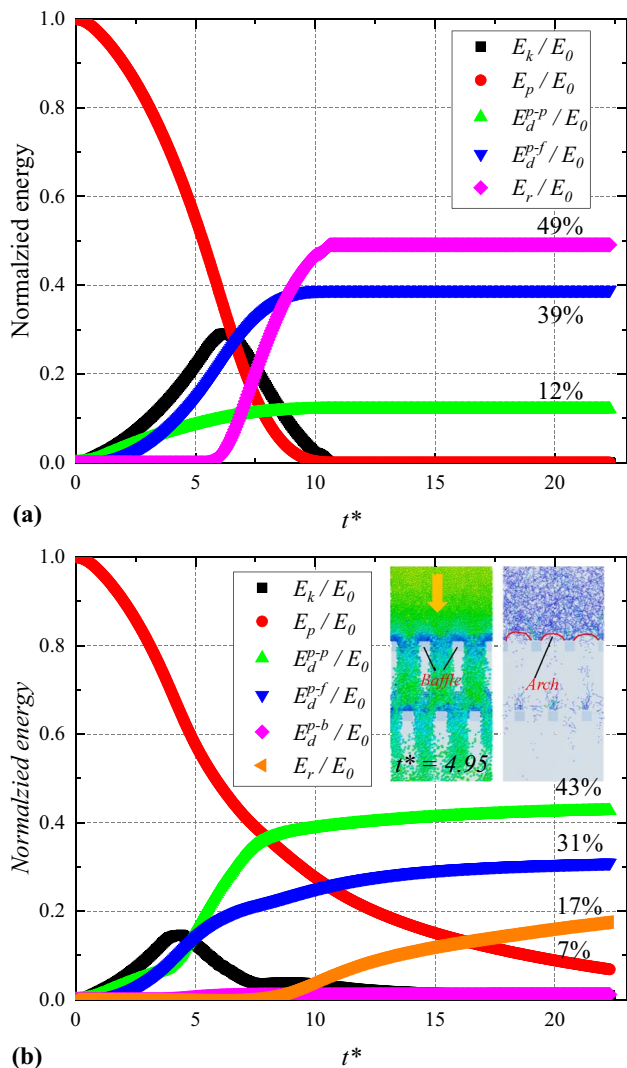 1.0
0.8
0.6
0.4
0.2
0.0
Normalzied energy
E_k / E_0
E_p / E_0
E_d^{p-p} / E_0
E_d^{p-f} / E_0
E_r / E_0
49%
39%
12%
0 5 10 15 20
(a)
t*
1.0
0.8
0.6
0.4
0.2
0.0
Normalzied energy
E_k / E_0
E_p / E_0
E_d^{p-p} / E_0
E_d^{p-f} / E_0
E_d^{p-b} / E_0
E_r / E_0
Baffle
Arch
t* = 4.95
43%
31%
17%
7%
0 5 10 15 20
(b)
t*